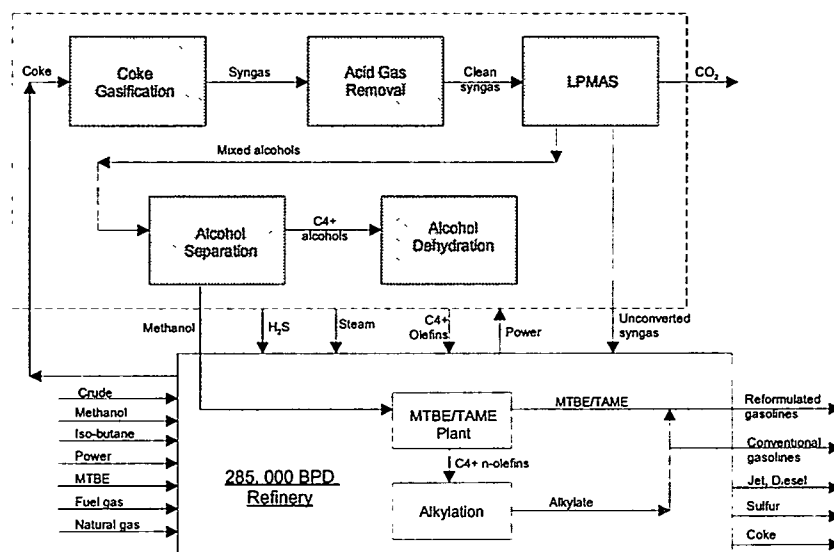 Coke
Coke
Gasification
Syngas
Acid Gas
Removal
Clean
syngas
LPMAS
CO₂
Mixed alcohols
Alcohol
Separation
C4+
alcohols
Alcohol
Dehydration
Methanol
H₂S
Steam
C4+
Olefins
Power
Unconverted
syngas
Crude
Methanol
Iso-butane
Power
MTBE
Fuel gas
Natural gas
285, 000 BPD
Refinery
MTBE/TAME
Plant
MTBE/TAME
C4+ n-olefins
Alkylation
Alkylate
Reformulated
gasolines
Conventional
gasolines
Jet, Diesel
Sulfur
Coke